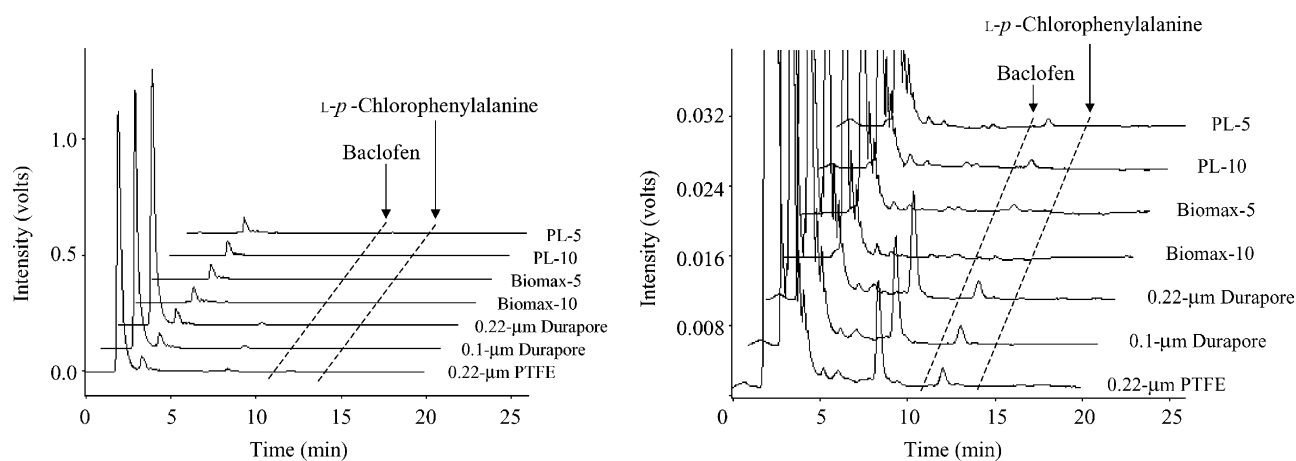 L-p-Chlorophenylalanine
Baclofen
Intensity (volts)
1.0
0.5
0.0
PL-5
PL-10
Biomax-5
Biomax-10
0.22-μm Durapore
0.1-μm Durapore
0.22-μm PTFE
0 5 10 15 20 25
Time (min)
L-p-Chlorophenylalanine
Baclofen
Intensity (volts)
0.032
0.024
0.016
0.008
PL-5
PL-10
Biomax-5
Biomax-10
0.22-μm Durapore
0.1-μm Durapore
0.22-μm PTFE
0 5 10 15 20 25
Time (min)